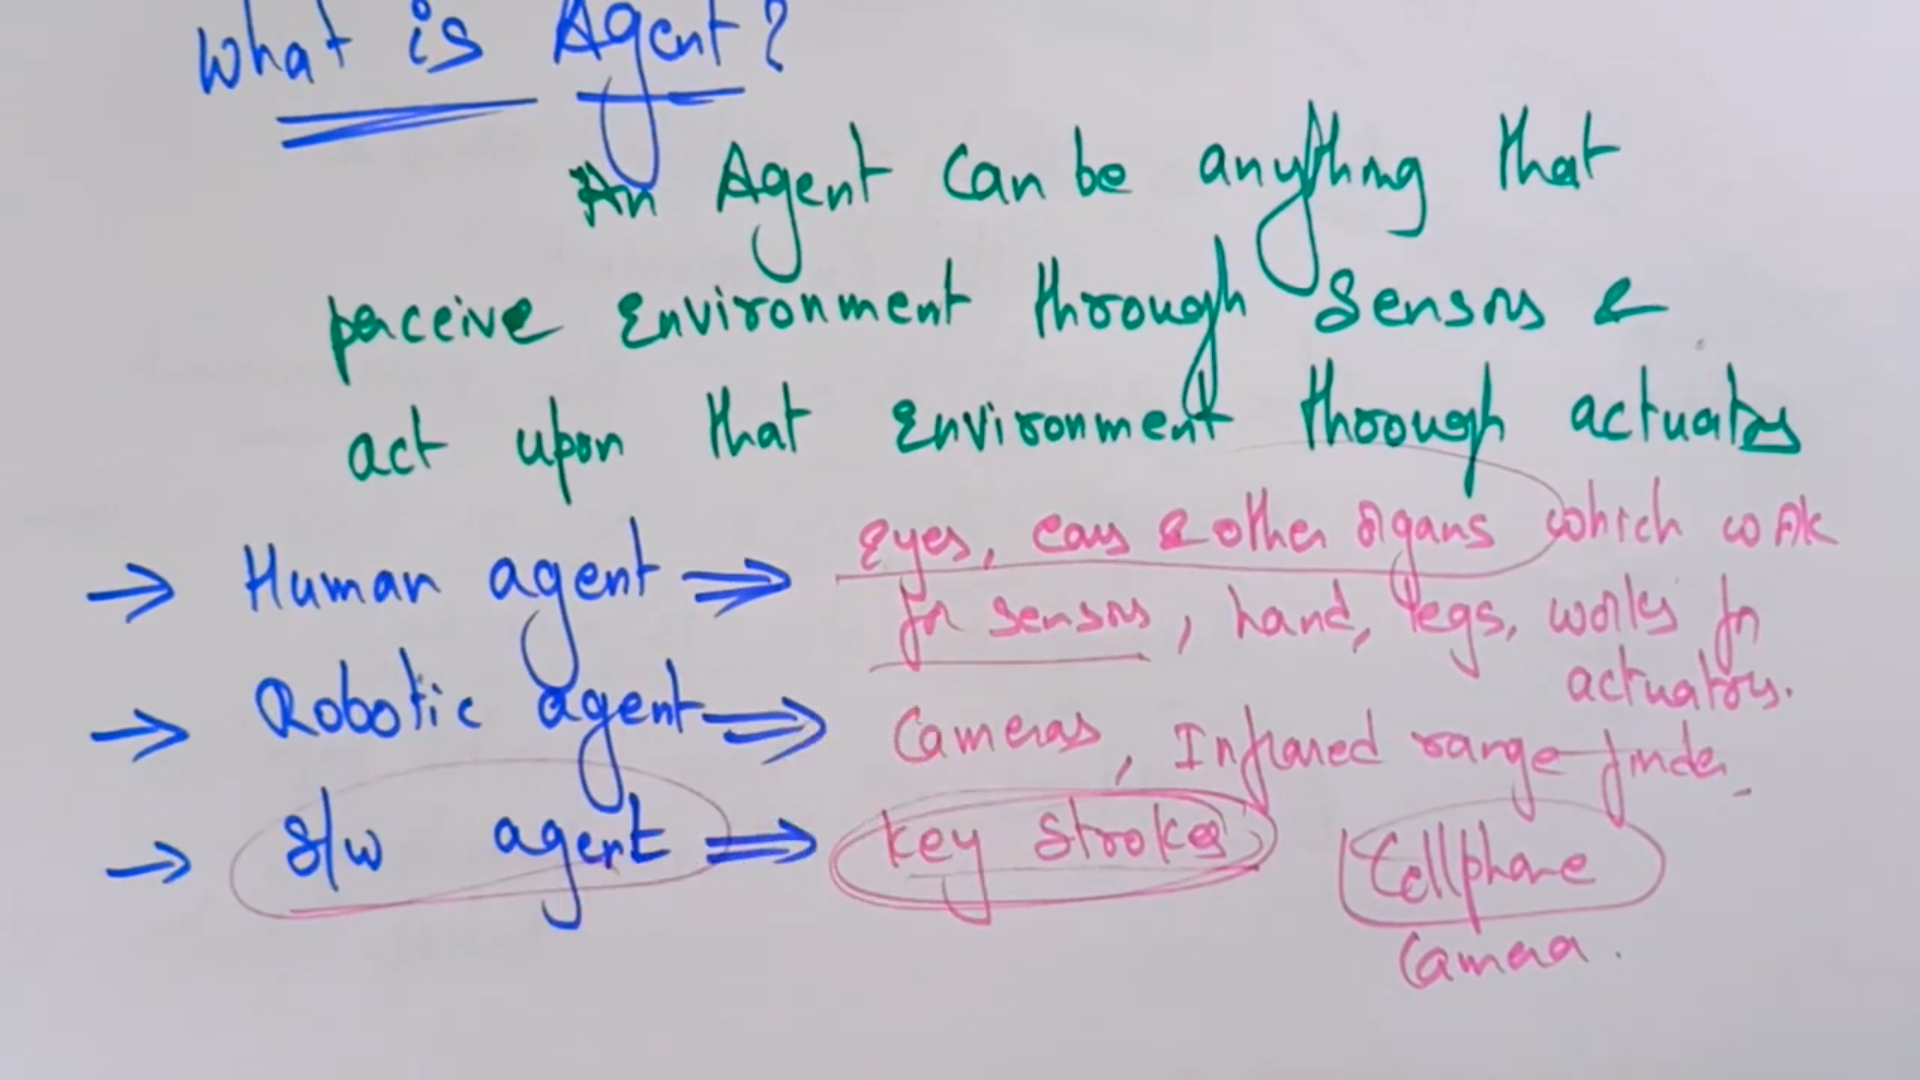 What is Agent?
An Agent can be anything that
perceive Environment through Sensors &
act upon that Environment through actuators
→ Human agent ⇒ Eyes, ears & other organs which work
for sensors, hand, legs, works for
actuators.
→ Robotic agent ⇒ Cameras, Infrared range finder.
→ S/w agent ⇒ key strokes Cellphone
Camera.